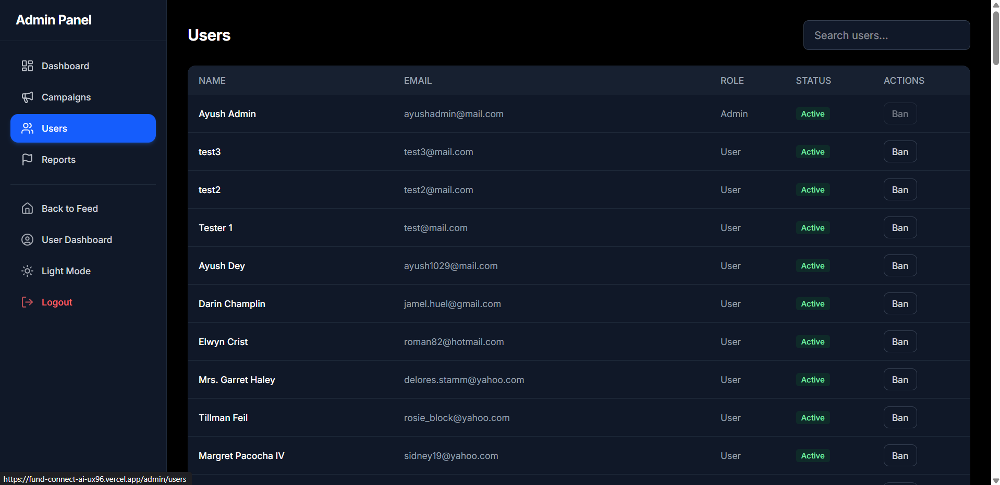 Admin Panel
Dashboard
Campaigns
Users
Reports
Back to Feed
User Dashboard
Light Mode
Logout
Users
Search users...
NAME EMAIL ROLE STATUS ACTIONS
Ayush Admin ayushadmin@mail.com Admin Active Ban
test3 test3@mail.com User Active Ban
test2 test2@mail.com User Active Ban
Tester 1 test@mail.com User Active Ban
Ayush Dey ayush1029@mail.com User Active Ban
Darin Champlin jamel.huel@gmail.com User Active Ban
Elwyn Crist roman82@hotmail.com User Active Ban
Mrs. Garret Haley delores.stamm@yahoo.com User Active Ban
Tillman Feil rosie_block@yahoo.com User Active Ban
Margret Pacocha IV sidney19@yahoo.com User Active Ban
https://fund-connect-ai-ux96.vercel.app/admin/users